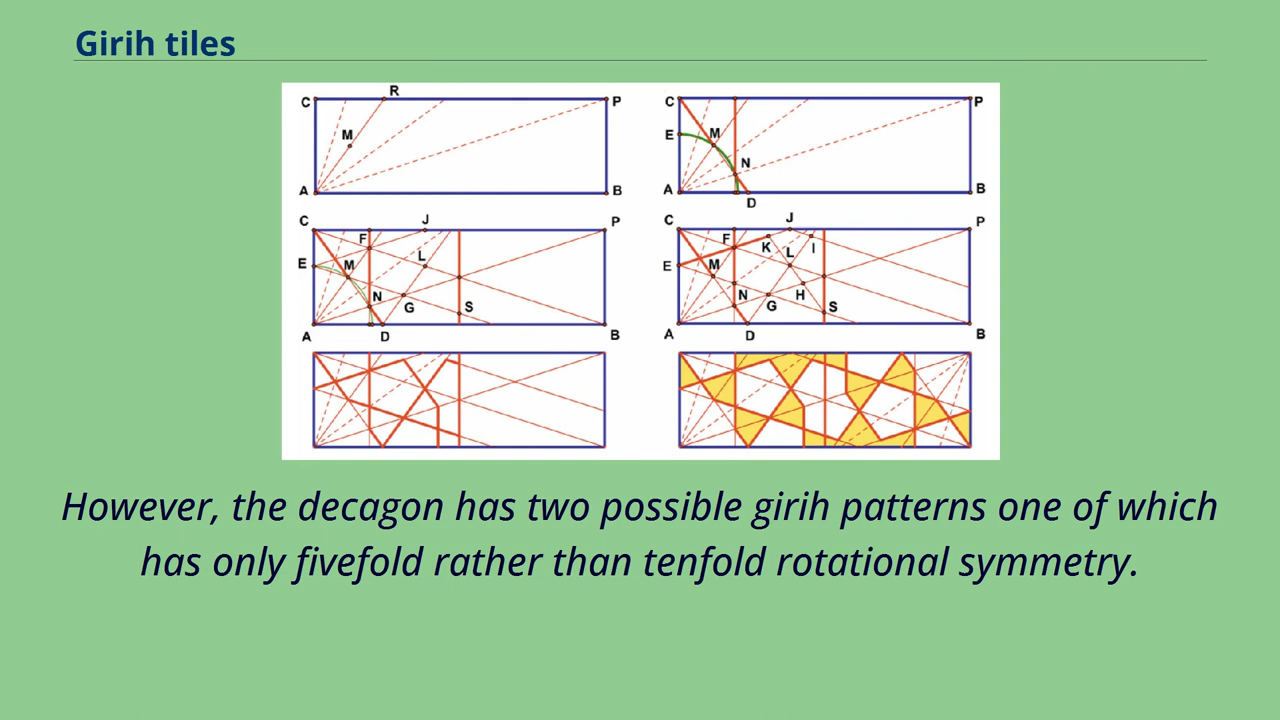 Girih tiles
C R P
M
A B
C P
E M
N
A D B
C J P
F
E M L
N G S
A D B
C J P
F K L I
E M
N G H S
A D B
However, the decagon has two possible girih patterns one of which
has only fivefold rather than tenfold rotational symmetry.